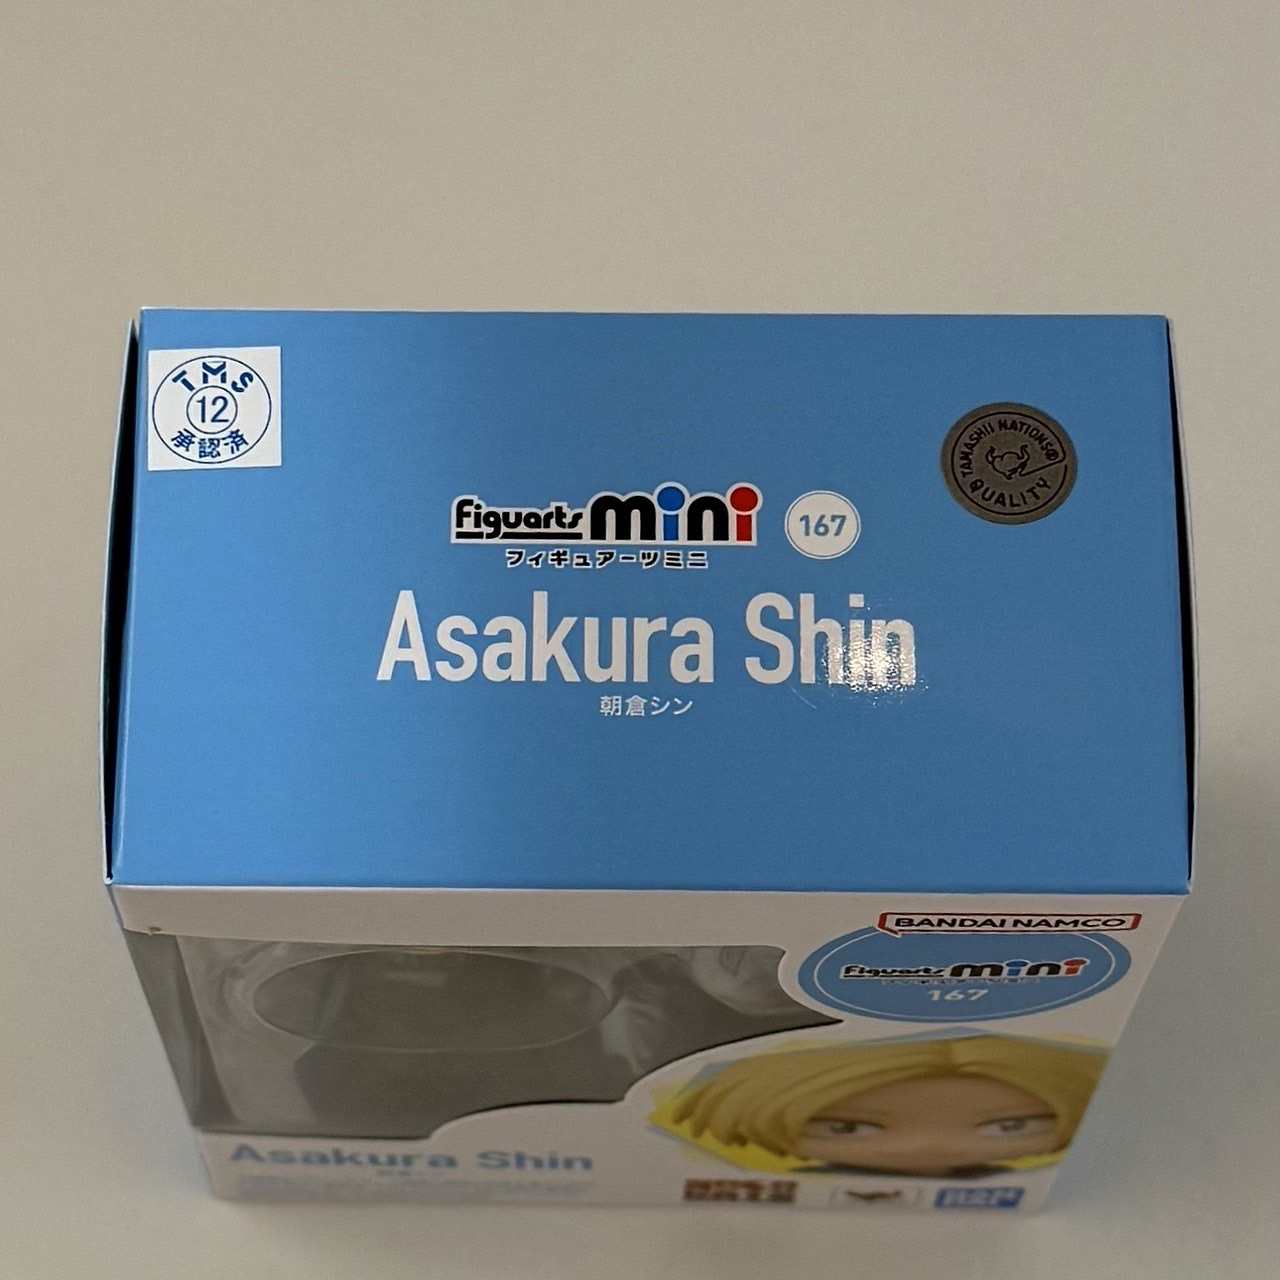 TMS
12
承認済
TAMASHII NATIONS®
QUALITY
Figuarts mini
167
フィギュアーツミニ
Asakura Shin
朝倉シン
BANDAI NAMCO
Figuarts mini
167
Asakura Shin